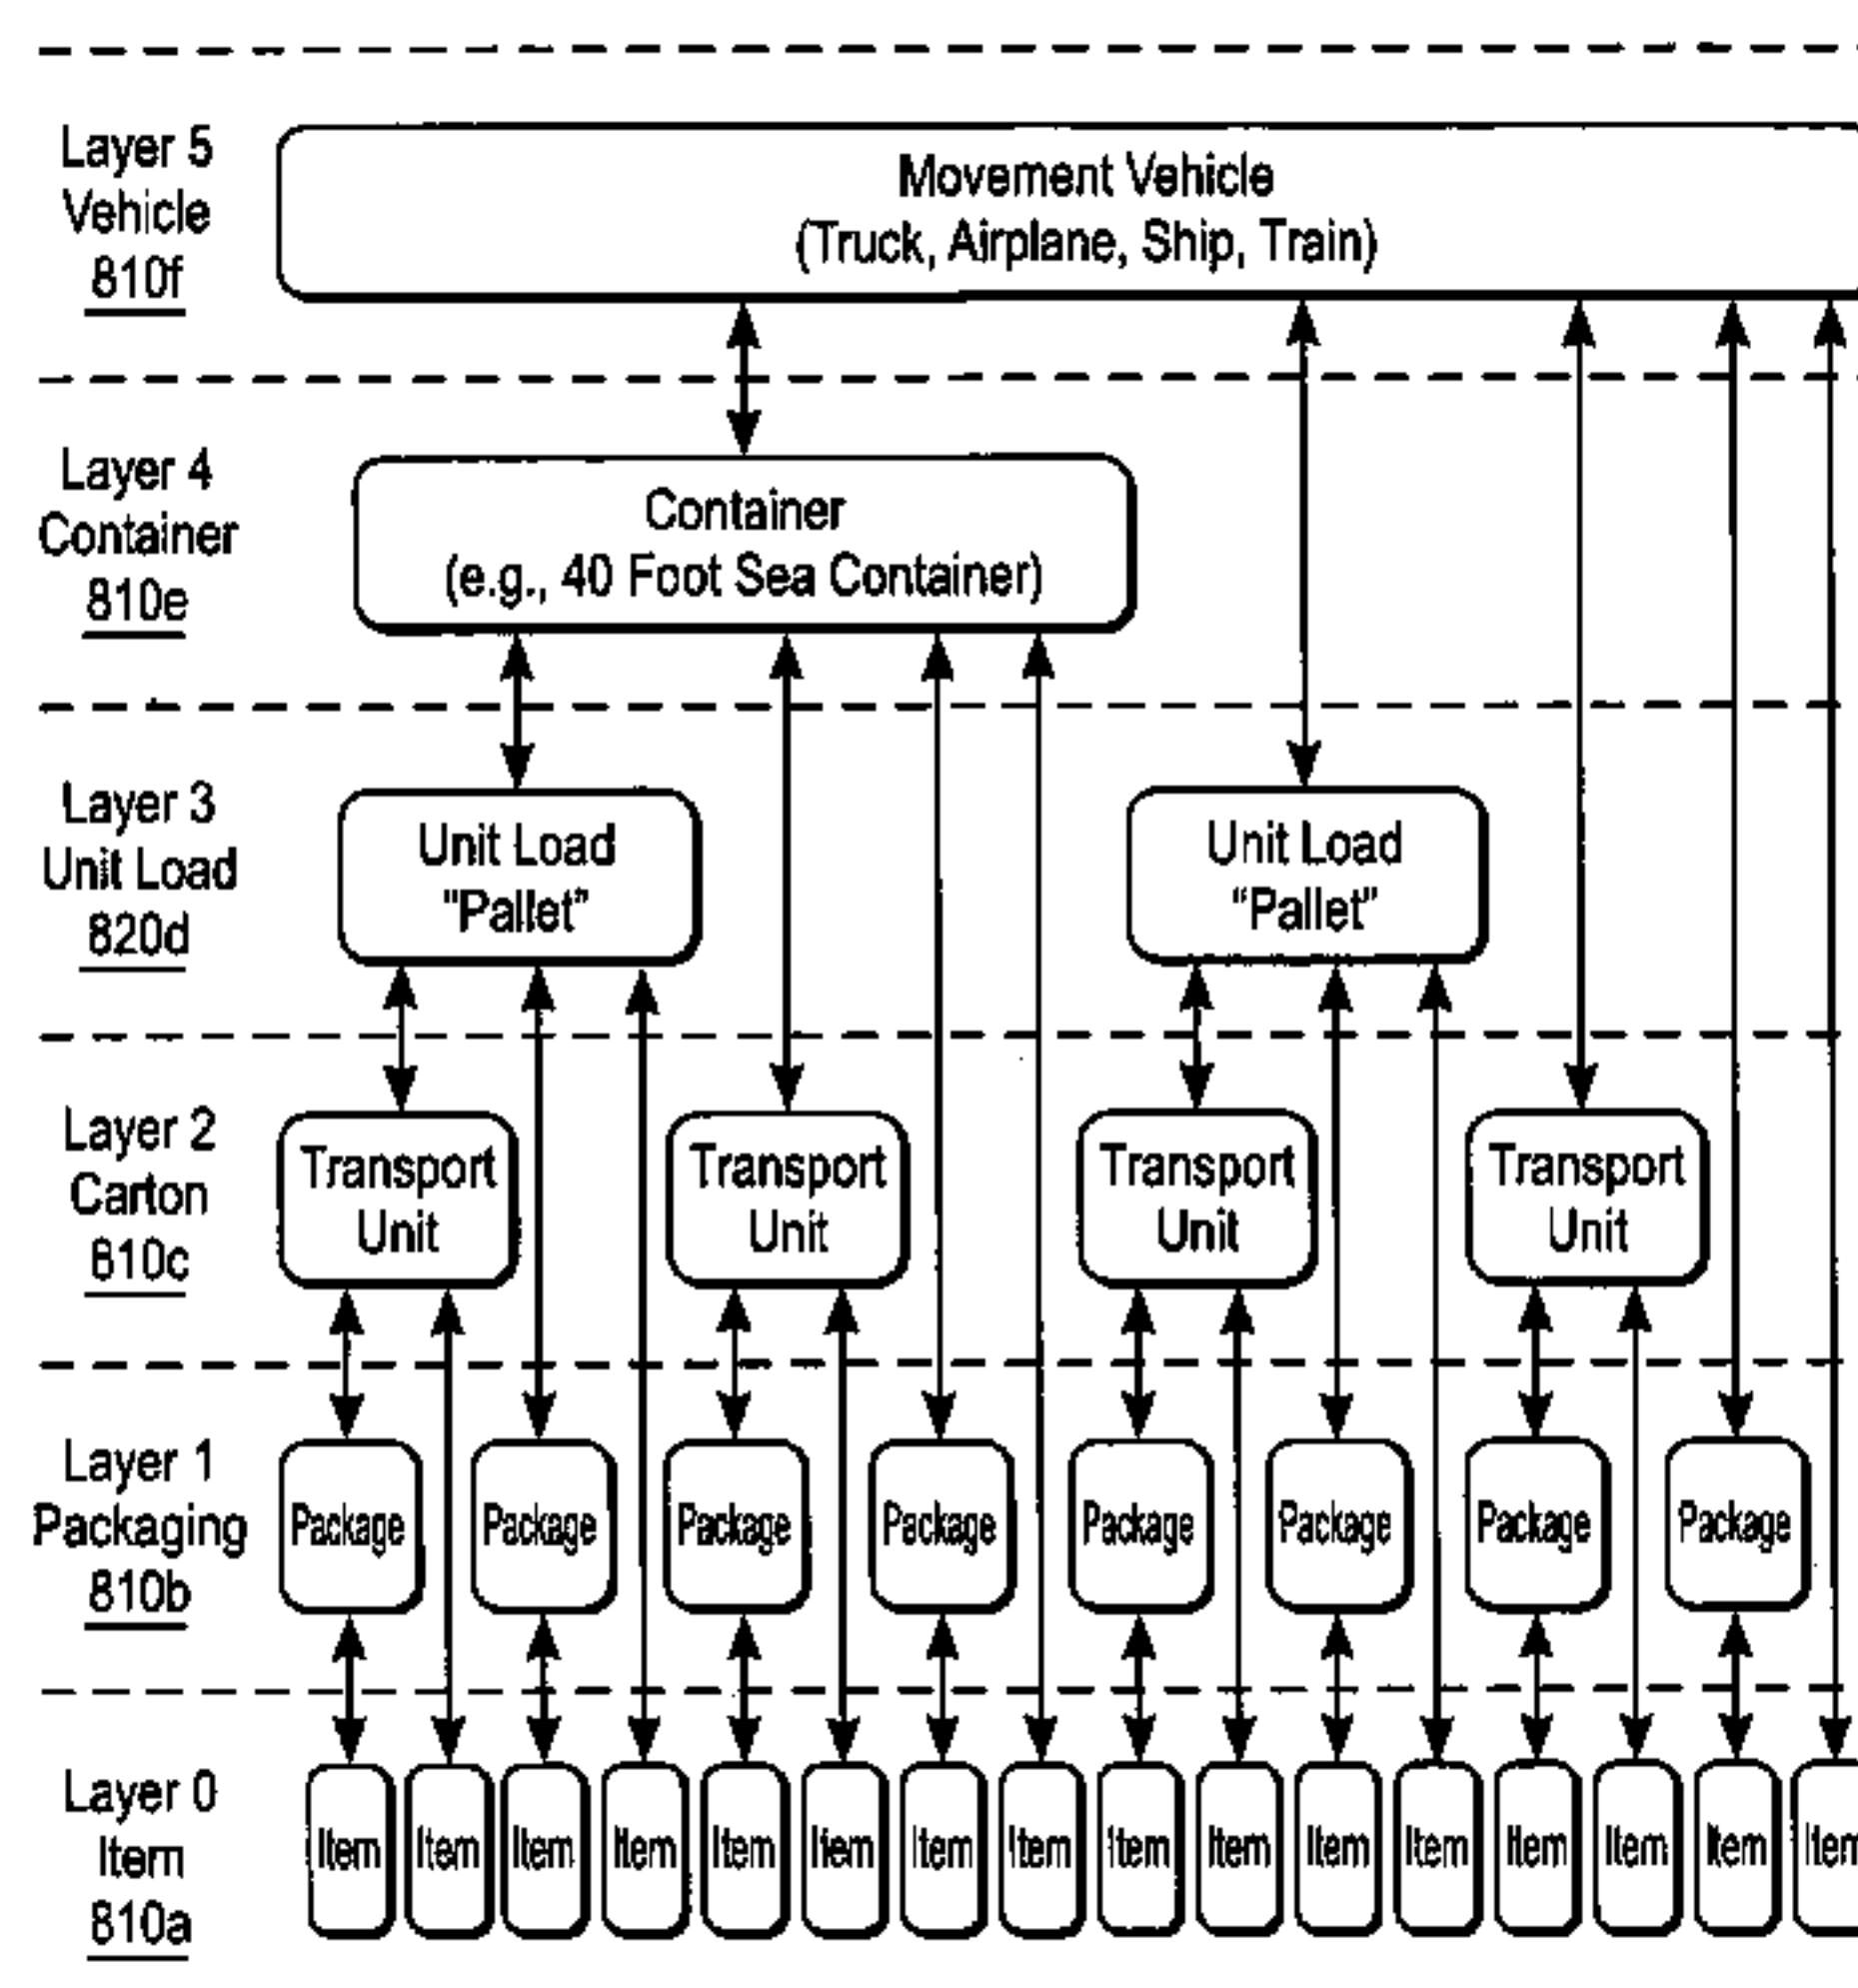 Layer 5
Vehicle
810f
Movement Vehicle
(Truck, Airplane, Ship, Train)
Layer 4
Container
810e
Container
(e.g., 40 Foot Sea Container)
Layer 3
Unit Load
820d
Unit Load
"Pallet"
Unit Load
"Pallet"
Layer 2
Carton
810c
Transport
Unit
Transport
Unit
Transport
Unit
Transport
Unit
Layer 1
Packaging
810b
Package Package Package Package Package Package Package Package
Layer 0
Item
810a
Item Item Item Item Item Item Item Item Item Item Item Item Item Item Item Item